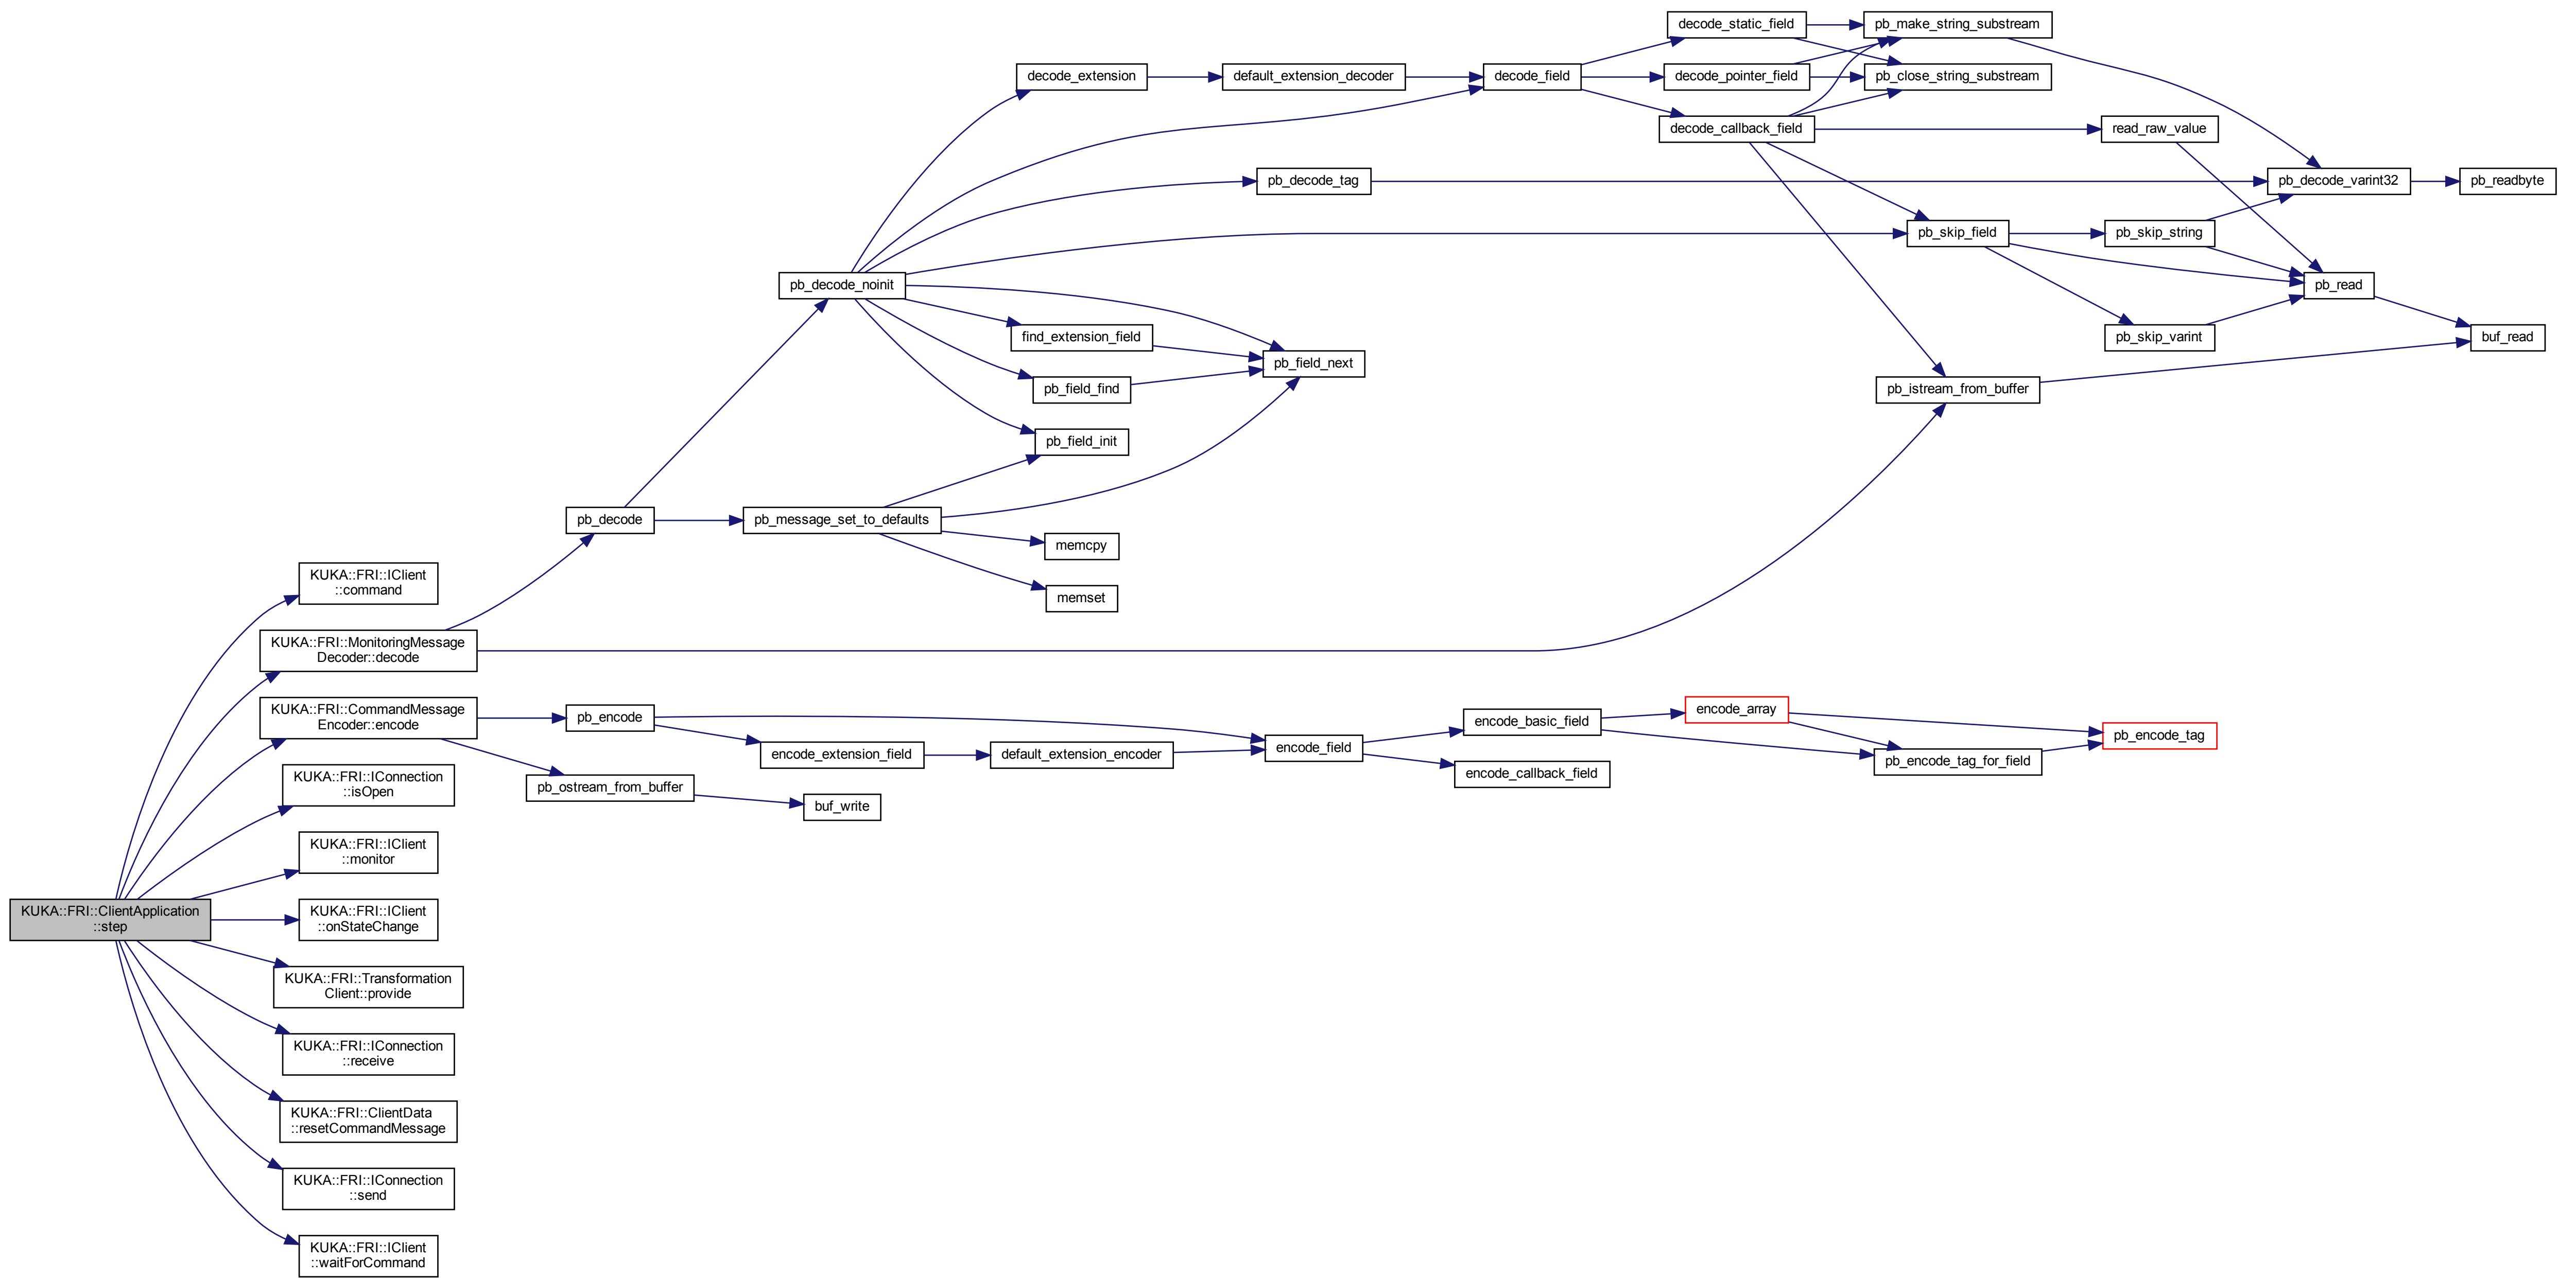 decode_static_field
pb_make_string_substream
decode_extension
default_extension_decoder
decode_field
decode_pointer_field
pb_close_string_substream
decode_callback_field
read_raw_value
pb_decode_tag
pb_decode_varint32
pb_readbyte
pb_skip_field
pb_skip_string
pb_decode_noinit
pb_read
find_extension_field
pb_skip_varint
buf_read
pb_field_next
pb_field_find
pb_istream_from_buffer
pb_field_init
pb_decode
pb_message_set_to_defaults
memcpy
KUKA::FRI::IClient
::command
memset
KUKA::FRI::MonitoringMessage
Decoder::decode
KUKA::FRI::CommandMessage
Encoder::encode
pb_encode
encode_basic_field
encode_array
pb_encode_tag
encode_extension_field
default_extension_encoder
encode_field
pb_encode_tag_for_field
encode_callback_field
KUKA::FRI::IConnection
::isOpen
pb_ostream_from_buffer
buf_write
KUKA::FRI::IClient
::monitor
KUKA::FRI::ClientApplication
::step
KUKA::FRI::IClient
::onStateChange
KUKA::FRI::Transformation
Client::provide
KUKA::FRI::IConnection
::receive
KUKA::FRI::ClientData
::resetCommandMessage
KUKA::FRI::IConnection
::send
KUKA::FRI::IClient
::waitForCommand